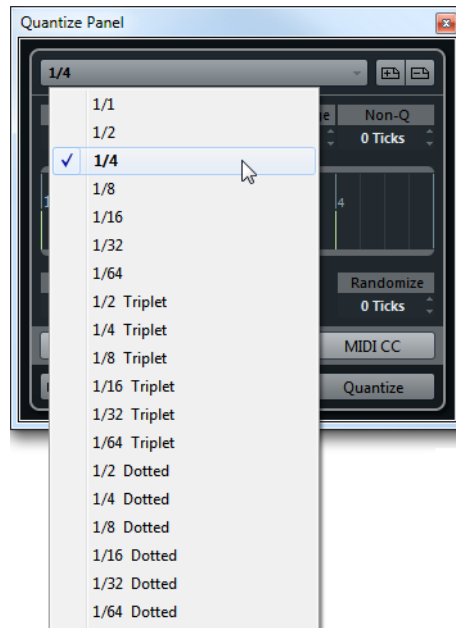 Quantize Panel
1/4
1/1
1/2
1/4
1/8
1/16
1/32
1/64
1/2 Triplet
1/4 Triplet
1/8 Triplet
1/16 Triplet
1/32 Triplet
1/64 Triplet
1/2 Dotted
1/4 Dotted
1/8 Dotted
1/16 Dotted
1/32 Dotted
1/64 Dotted
Non-Q
0 Ticks
4
Randomize
0 Ticks
MIDI CC
Quantize